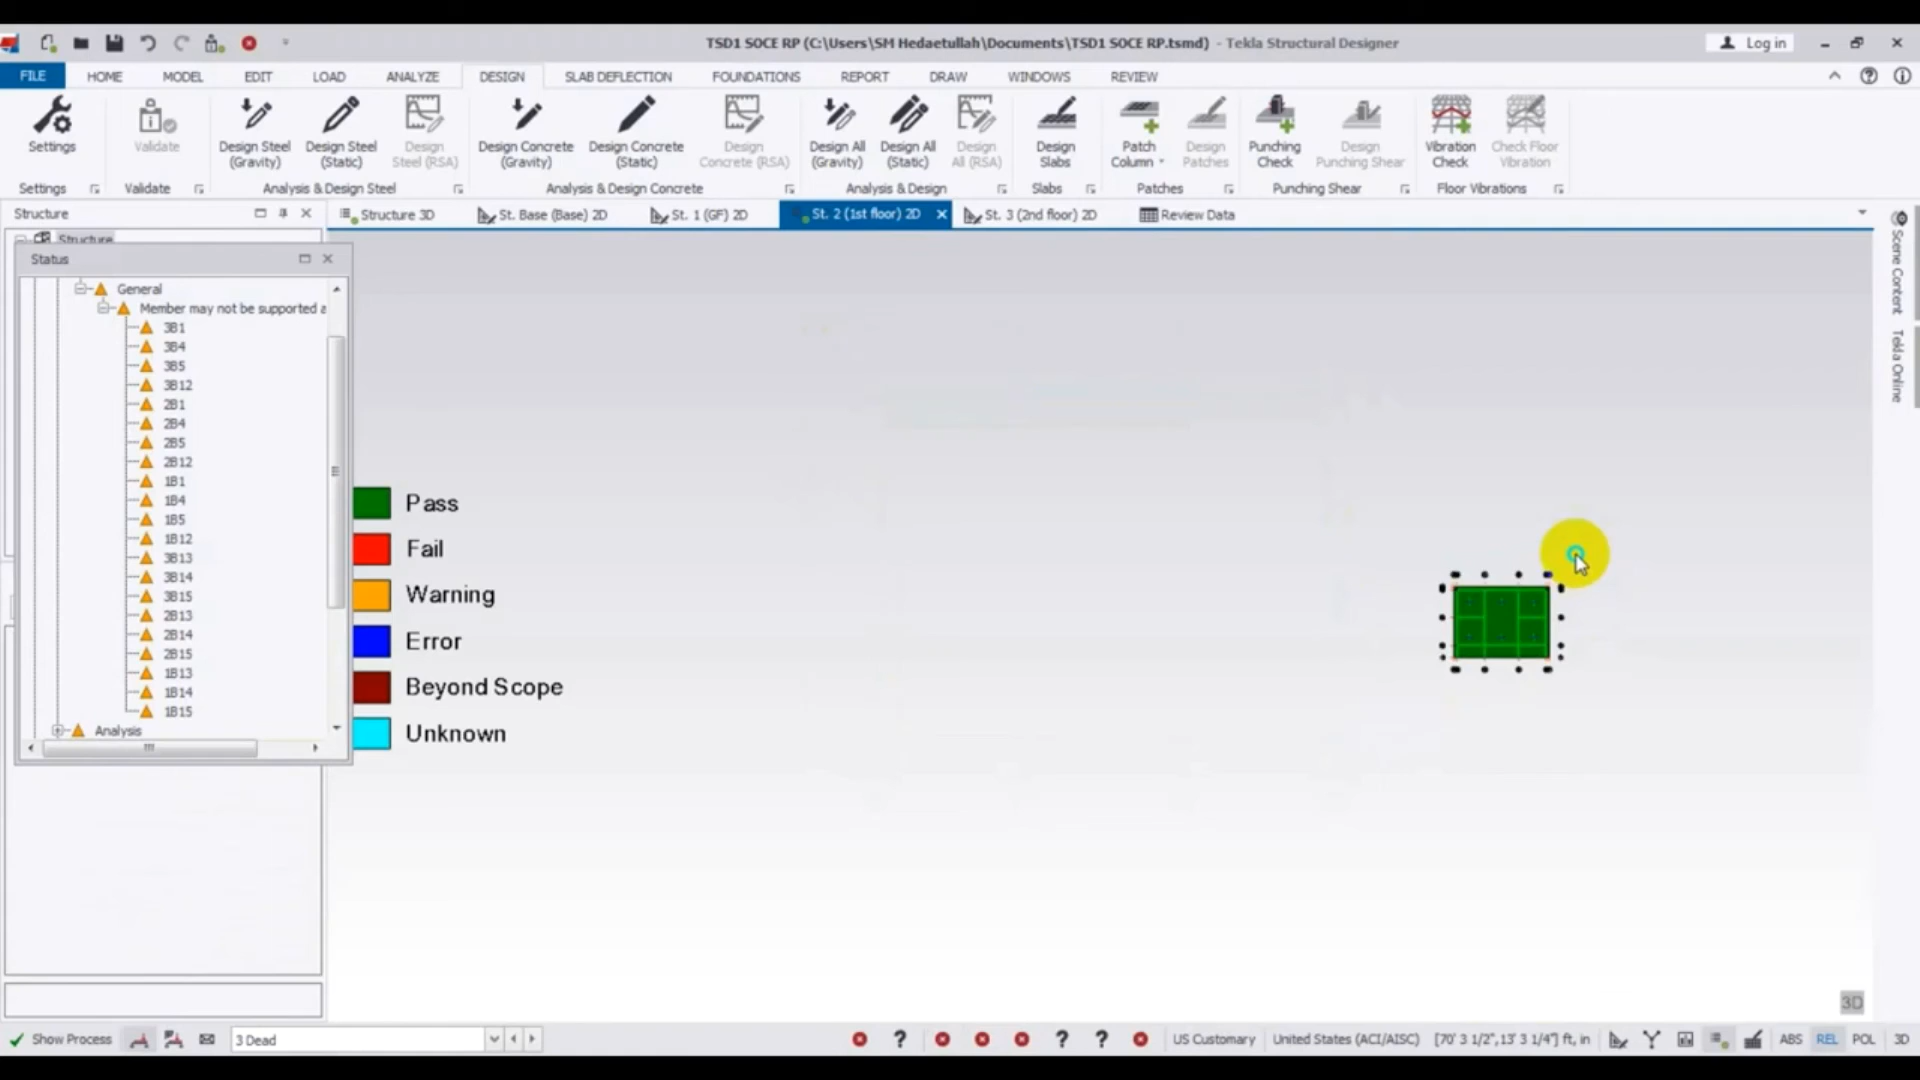 TSD1 SOCE RP (C:\Users\SM Hedaetullah\Documents\TSD1 SOCE RP.tsmd) - Tekla Structural Designer
Log in
FILE HOME MODEL EDIT LOAD ANALYZE DESIGN SLAB DEFLECTION FOUNDATIONS REPORT DRAW WINDOWS REVIEW
Settings
Validate
Design Steel (Gravity)
Design Steel (Static)
Design Steel (RSA)
Design Concrete (Gravity)
Design Concrete (Static)
Design Concrete (RSA)
Design All (Gravity)
Design All (Static)
Design All (RSA)
Design Slabs
Patch Column
Design Patches
Punching Check
Design Punching Shear
Vibration Check
Check Floor Vibration
Settings Validate Analysis & Design Steel Analysis & Design Concrete Analysis & Design Slabs Patches Punching Shear Floor Vibrations
Structure
Structure 3D St. Base (Base) 2D St. 1 (GF) 2D St. 2 (1st floor) 2D St. 3 (2nd floor) 2D Review Data
Structure
Status
General
Member may not be supported a
3B1
3B4
3B5
3B12
2B1
2B4
2B5
2B12
1B1
1B4
1B5
1B12
3B13
3B14
3B15
2B13
2B14
2B15
1B13
1B14
1B15
Analysis
Pass
Fail
Warning
Error
Beyond Scope
Unknown
Scene Content
Tekla Online
3D
Show Process
3 Dead
US Customary United States (ACI/AISC) [70' 3 1/2",13' 3 1/4"] ft, in ABS REL POL 3D